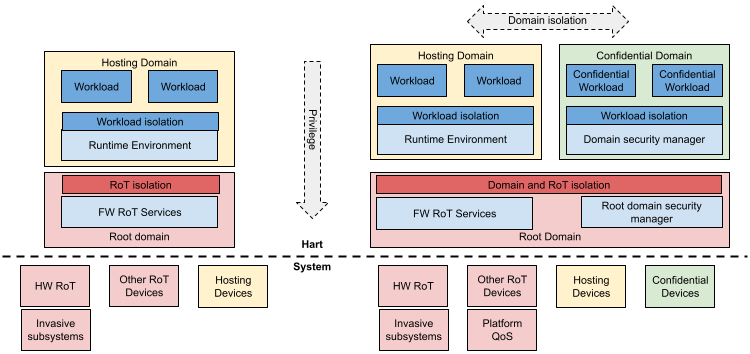 Domain isolation
Hosting Domain
Workload
Workload
Workload isolation
Runtime Environment
RoT isolation
FW RoT Services
Root domain
Privilege
Hosting Domain
Workload
Workload
Workload isolation
Runtime Environment
Confidential Domain
Confidential
Workload
Confidential
Workload
Workload isolation
Domain security manager
Domain and RoT isolation
FW RoT Services
Root domain security
manager
Root Domain
Hart
System
HW RoT
Other RoT
Devices
Hosting
Devices
Invasive
subsystems
HW RoT
Other RoT
Devices
Hosting
Devices
Confidential
Devices
Invasive
subsystems
Platform
QoS